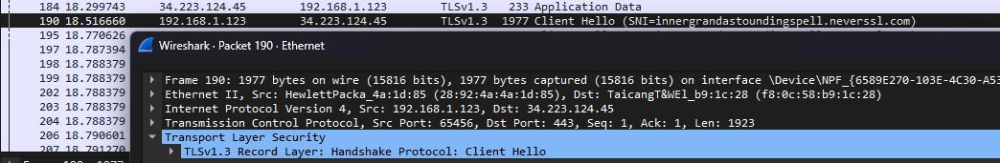 184 18.299743 34.223.124.45 192.168.1.123 TLSv1.3 233 Application Data
190 18.516660 192.168.1.123 34.223.124.45 TLSv1.3 1977 Client Hello (SNI=innergrandastoundingspell.neverssl.com)
195 18.770626
197 18.787394
198 18.788379
199 18.788379
202 18.788379
203 18.788379
204 18.788379
206 18.790601
207 18.791270
Wireshark · Packet 190 · Ethernet
Frame 190: 1977 bytes on wire (15816 bits), 1977 bytes captured (15816 bits) on interface \Device\NPF_{6589E270-103E-4C30-A53
Ethernet II, Src: HewlettPacka_4a:1d:85 (28:92:4a:4a:1d:85), Dst: TaicangT&WEl_b9:1c:28 (f8:0c:58:b9:1c:28)
Internet Protocol Version 4, Src: 192.168.1.123, Dst: 34.223.124.45
Transmission Control Protocol, Src Port: 65456, Dst Port: 443, Seq: 1, Ack: 1, Len: 1923
Transport Layer Security
TLSv1.3 Record Layer: Handshake Protocol: Client Hello